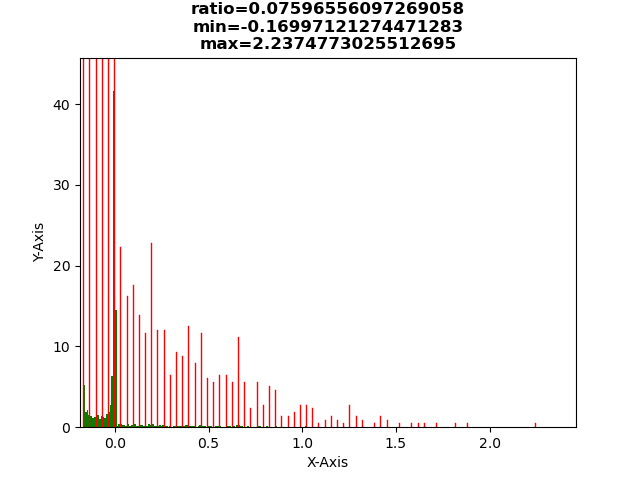 ratio=0.07596556097269058
min=-0.16997121274471283
max=2.2374773025512695
40
30
20
10
0
Y-Axis
0.0 0.5 1.0 1.5 2.0
X-Axis